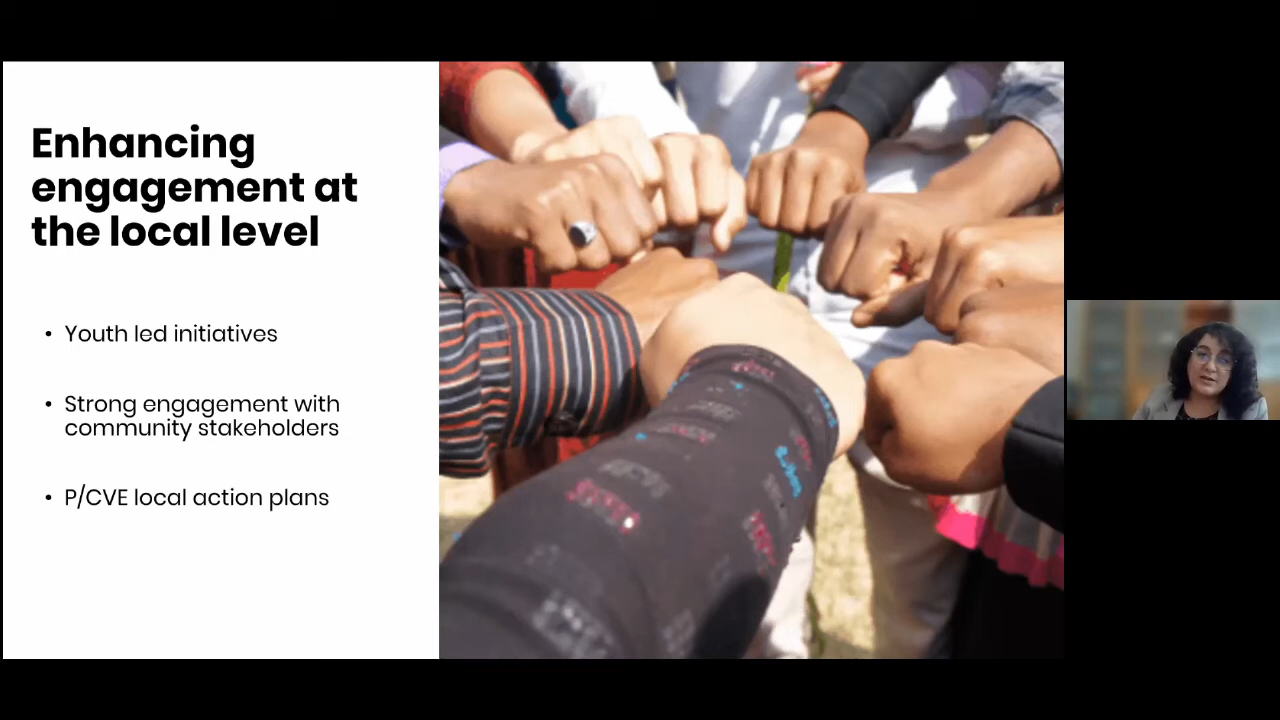 Enhancing
engagement at
the local level
• Youth led initiatives
• Strong engagement with
community stakeholders
• P/CVE local action plans